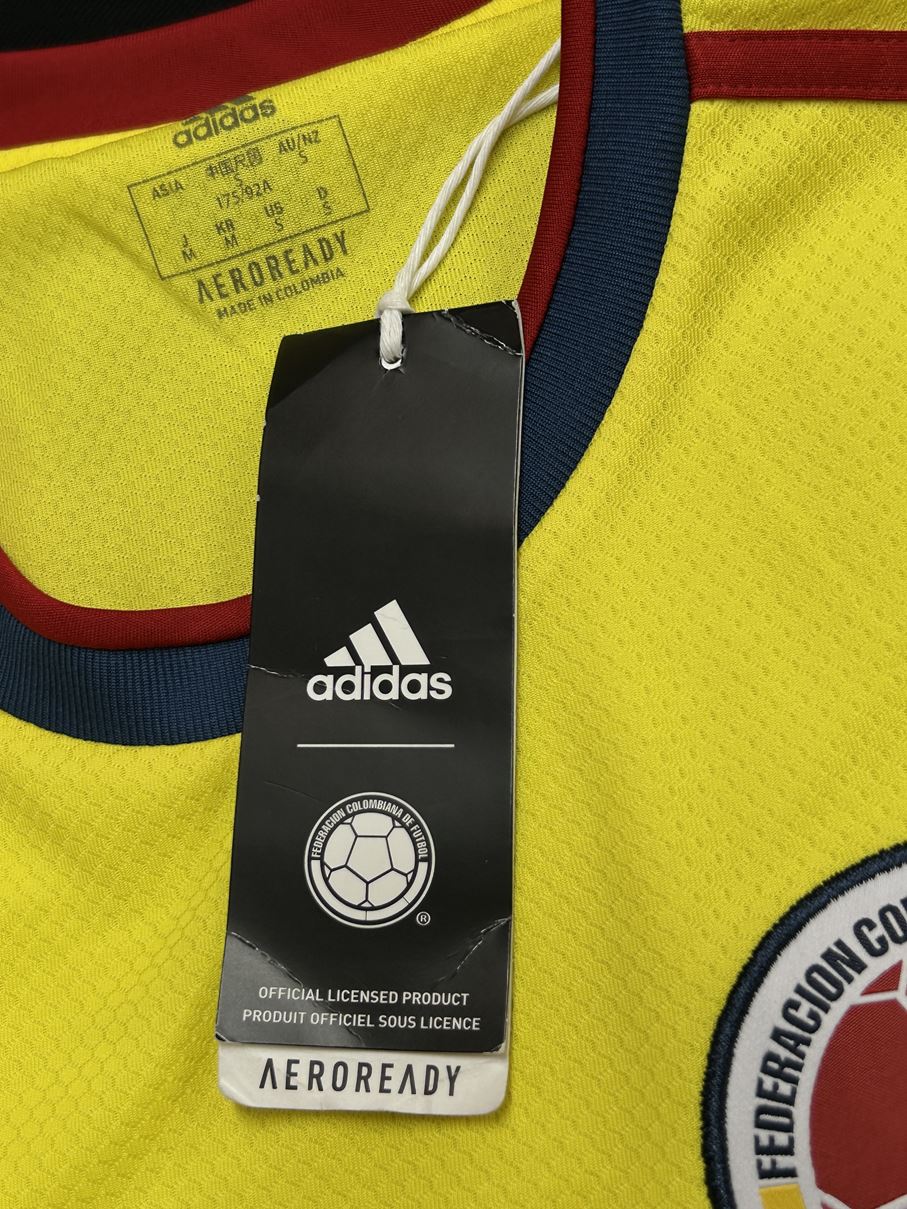 adidas
ASIA 中国尺码 AU/NZ
175/92A S
J KR US D
M M S S
AEROREADY
MADE IN COLOMBIA
adidas
FEDERACION COLOMBIANA DE FUTBOL
®
OFFICIAL LICENSED PRODUCT
PRODUIT OFFICIEL SOUS LICENCE
AEROREADY
FEDERACION